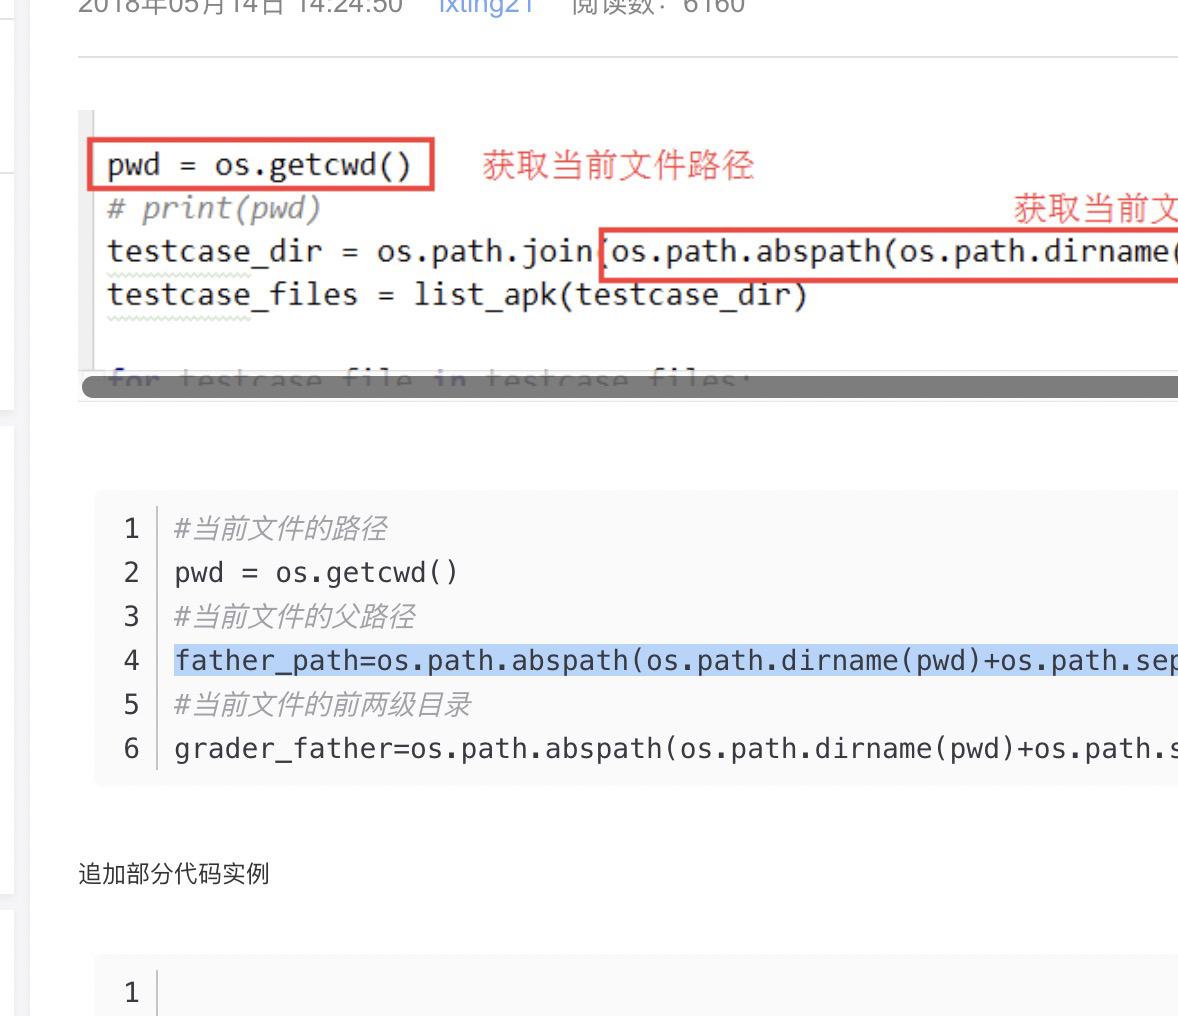 2018年05月14日 14:24:50 lxting21 阅读数：6160
pwd = os.getcwd() 获取当前文件路径
# print(pwd) 获取当前文
testcase_dir = os.path.join(os.path.abspath(os.path.dirname(
testcase_files = list_apk(testcase_dir)
for testcase_file in testcase_files:
1 #当前文件的路径
2 pwd = os.getcwd()
3 #当前文件的父路径
4 father_path=os.path.abspath(os.path.dirname(pwd)+os.path.sep
5 #当前文件的前两级目录
6 grader_father=os.path.abspath(os.path.dirname(pwd)+os.path.s
追加部分代码实例
1